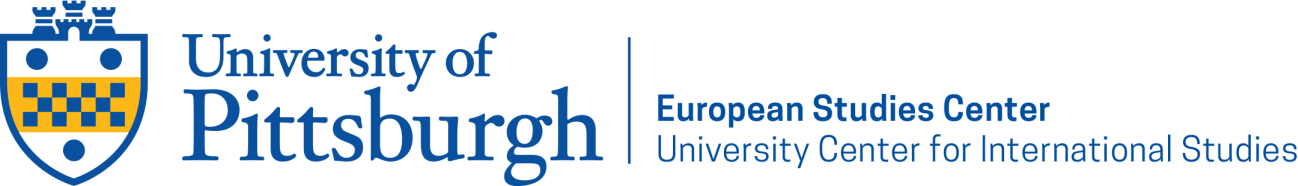 University of
Pittsburgh
European Studies Center
University Center for International Studies